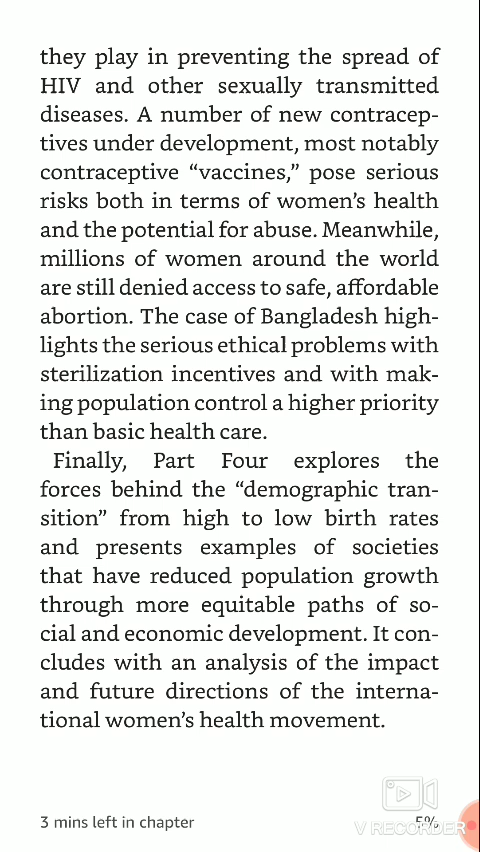 they play in preventing the spread of
HIV and other sexually transmitted
diseases. A number of new contracep-
tives under development, most notably
contraceptive “vaccines,” pose serious
risks both in terms of women’s health
and the potential for abuse. Meanwhile,
millions of women around the world
are still denied access to safe, affordable
abortion. The case of Bangladesh high-
lights the serious ethical problems with
sterilization incentives and with mak-
ing population control a higher priority
than basic health care.
Finally, Part Four explores the
forces behind the “demographic tran-
sition” from high to low birth rates
and presents examples of societies
that have reduced population growth
through more equitable paths of so-
cial and economic development. It con-
cludes with an analysis of the impact
and future directions of the interna-
tional women’s health movement.
3 mins left in chapter 5%
V RECORDER